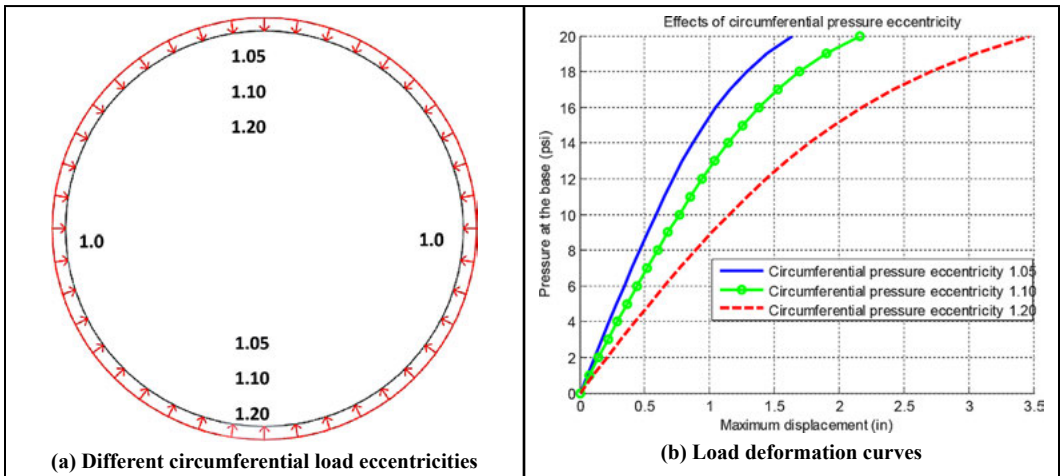 1.05
1.10
1.20
1.0 1.0
1.05
1.10
1.20
(a) Different circumferential load eccentricities
Effects of circumferential pressure eccentricity
20
18
16
14
12
10
8
6
4
2
0
Pressure at the base (psi)
Circumferential pressure eccentricity 1.05
Circumferential pressure eccentricity 1.10
Circumferential pressure eccentricity 1.20
0 0.5 1 1.5 2 2.5 3 3.5
Maximum displacement (in)
(b) Load deformation curves